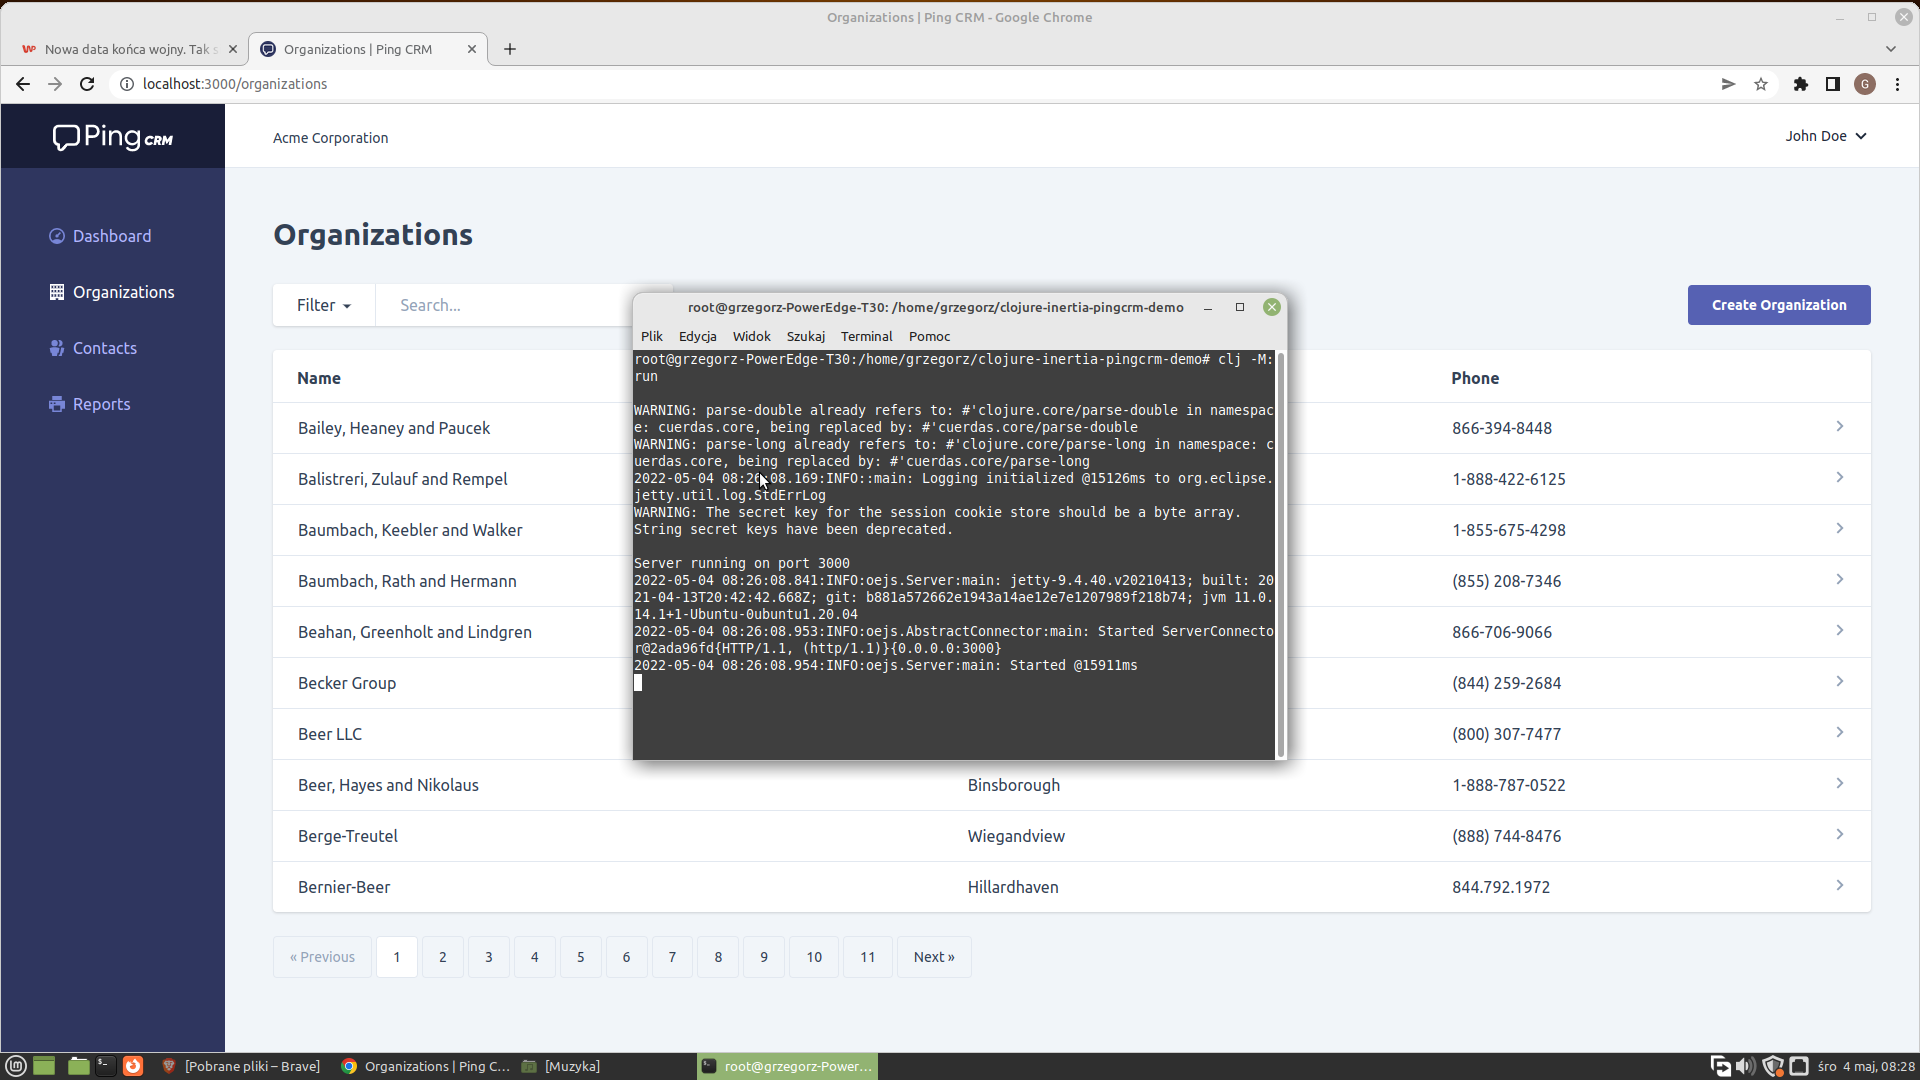 Organizations | Ping CRM - Google Chrome
Nowa data końca wojny. Tak s
Organizations | Ping CRM
localhost:3000/organizations
G
Ping CRM
Acme Corporation
John Doe
Dashboard
Organizations
Contacts
Reports
Organizations
Filter
Search...
Create Organization
Name
Phone
Bailey, Heaney and Paucek
866-394-8448
Balistreri, Zulauf and Rempel
1-888-422-6125
Baumbach, Keebler and Walker
1-855-675-4298
Baumbach, Rath and Hermann
(855) 208-7346
Beahan, Greenholt and Lindgren
866-706-9066
Becker Group
(844) 259-2684
Beer LLC
(800) 307-7477
Beer, Hayes and Nikolaus
Binsborough
1-888-787-0522
Berge-Treutel
Wiegandview
(888) 744-8476
Bernier-Beer
Hillardhaven
844.792.1972
« Previous
1
2
3
4
5
6
7
8
9
10
11
Next »
root@grzegorz-PowerEdge-T30: /home/grzegorz/clojure-inertia-pingcrm-demo
Plik Edycja Widok Szukaj Terminal Pomoc
root@grzegorz-PowerEdge-T30:/home/grzegorz/clojure-inertia-pingcrm-demo# clj -M:
run
WARNING: parse-double already refers to: #'clojure.core/parse-double in namespac
e: cuerdas.core, being replaced by: #'cuerdas.core/parse-double
WARNING: parse-long already refers to: #'clojure.core/parse-long in namespace: c
uerdas.core, being replaced by: #'cuerdas.core/parse-long
2022-05-04 08:26:08.169:INFO::main: Logging initialized @15126ms to org.eclipse.
jetty.util.log.StdErrLog
WARNING: The secret key for the session cookie store should be a byte array.
String secret keys have been deprecated.
Server running on port 3000
2022-05-04 08:26:08.841:INFO:oejs.Server:main: jetty-9.4.40.v20210413; built: 20
21-04-13T20:42:42.668Z; git: b881a572662e1943a14ae12e7e1207989f218b74; jvm 11.0.
14.1+1-Ubuntu-0ubuntu1.20.04
2022-05-04 08:26:08.953:INFO:oejs.AbstractConnector:main: Started ServerConnecto
r@2ada96fd{HTTP/1.1, (http/1.1)}{0.0.0.0:3000}
2022-05-04 08:26:08.954:INFO:oejs.Server:main: Started @15911ms
[Pobrane pliki – Brave]
Organizations | Ping C...
[Muzyka]
root@grzegorz-Power...
śro 4 maj, 08:28